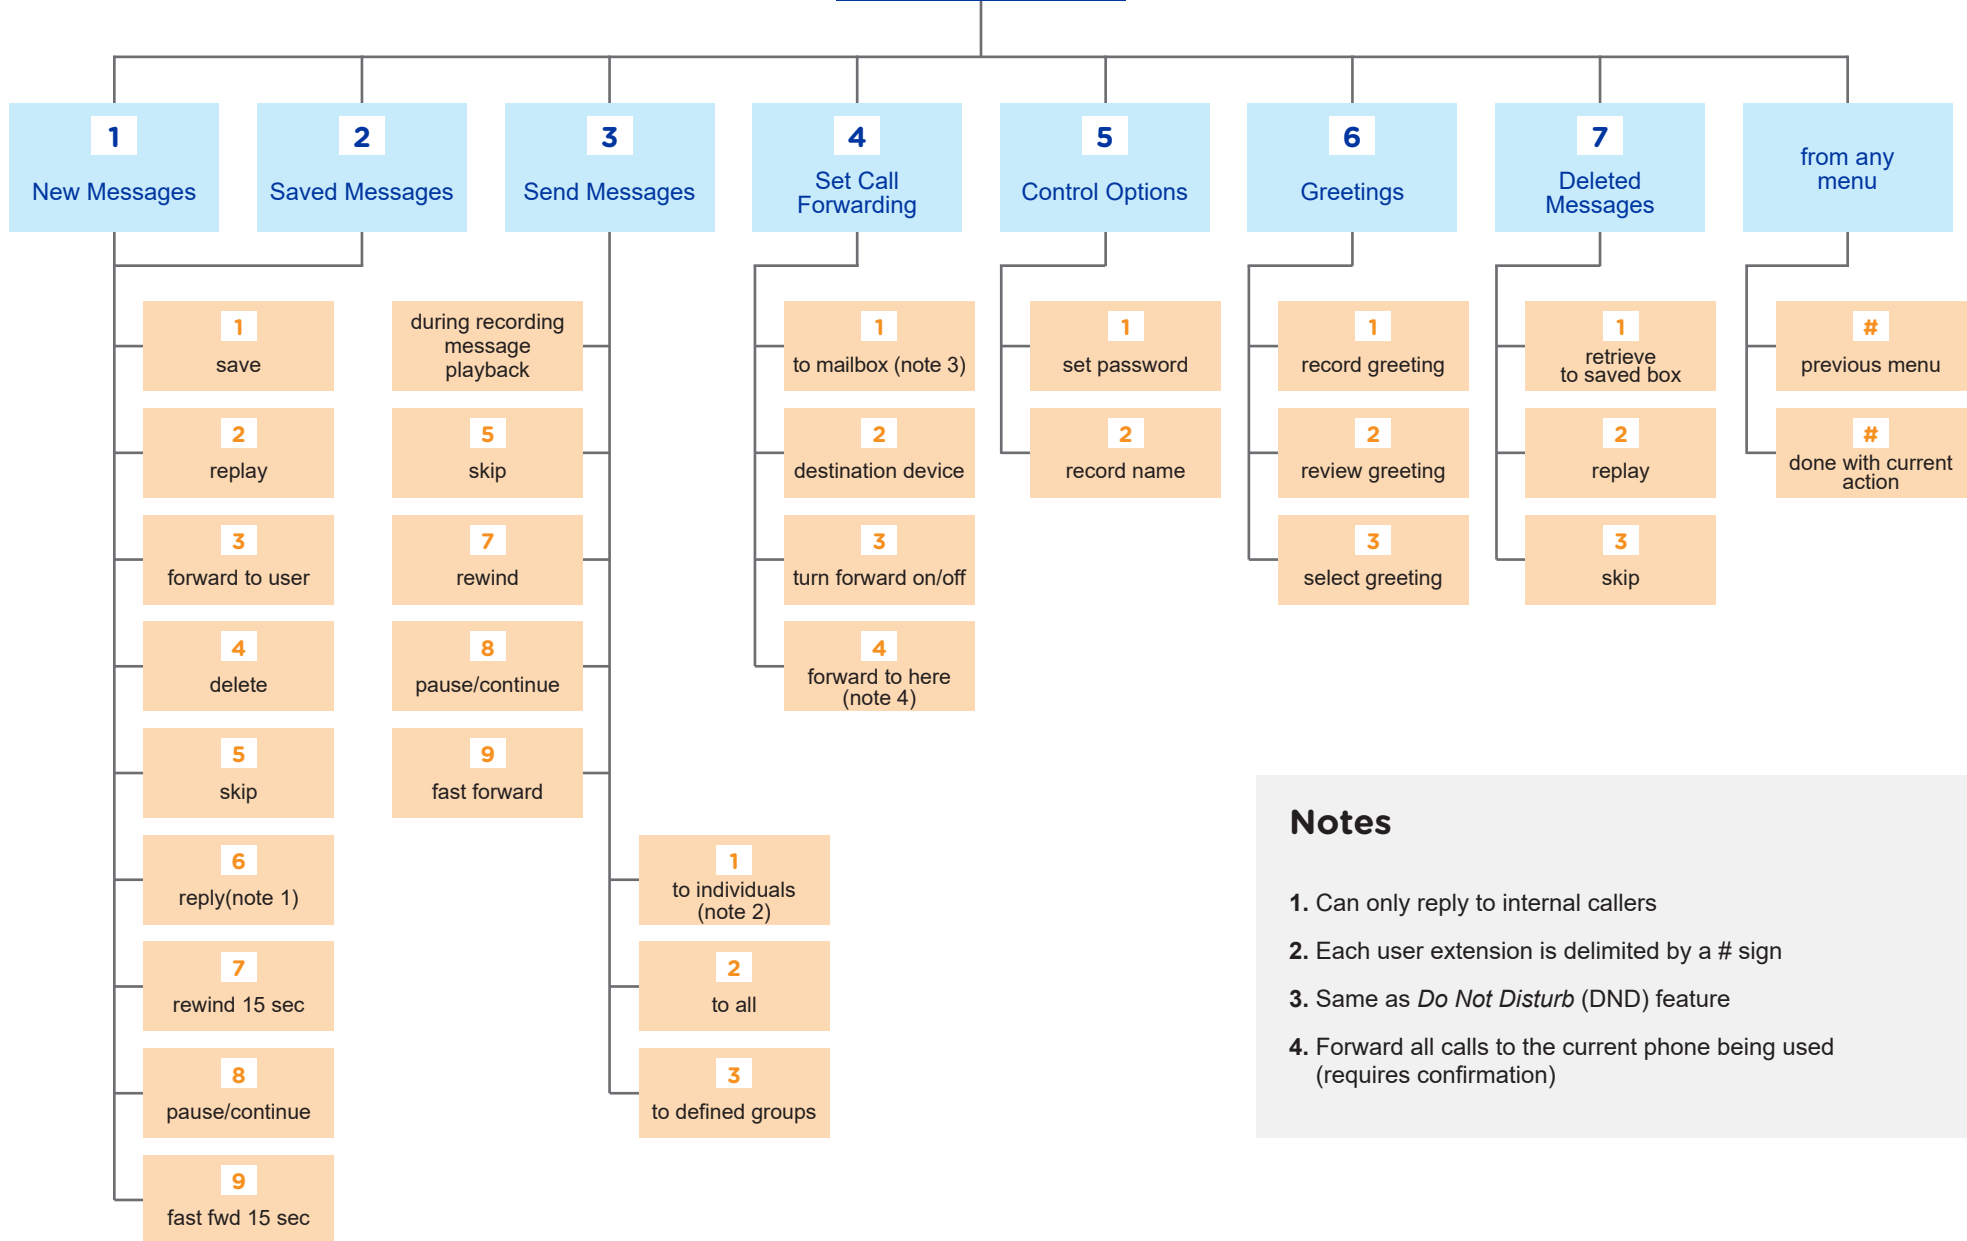 1
New Messages
2
Saved Messages
3
Send Messages
4
Set Call
Forwarding
5
Control Options
6
Greetings
7
Deleted
Messages
from any
menu
1
save
2
replay
3
forward to user
4
delete
5
skip
6
reply(note 1)
7
rewind 15 sec
8
pause/continue
9
fast fwd 15 sec
during recording
message
playback
5
skip
7
rewind
8
pause/continue
9
fast forward
1
to individuals
(note 2)
2
to all
3
to defined groups
1
to mailbox (note 3)
2
destination device
3
turn forward on/off
4
forward to here
(note 4)
1
set password
2
record name
1
record greeting
2
review greeting
3
select greeting
1
retrieve
to saved box
2
replay
3
skip
#
previous menu
#
done with current
action
Notes
1. Can only reply to internal callers
2. Each user extension is delimited by a # sign
3. Same as Do Not Disturb (DND) feature
4. Forward all calls to the current phone being used
(requires confirmation)